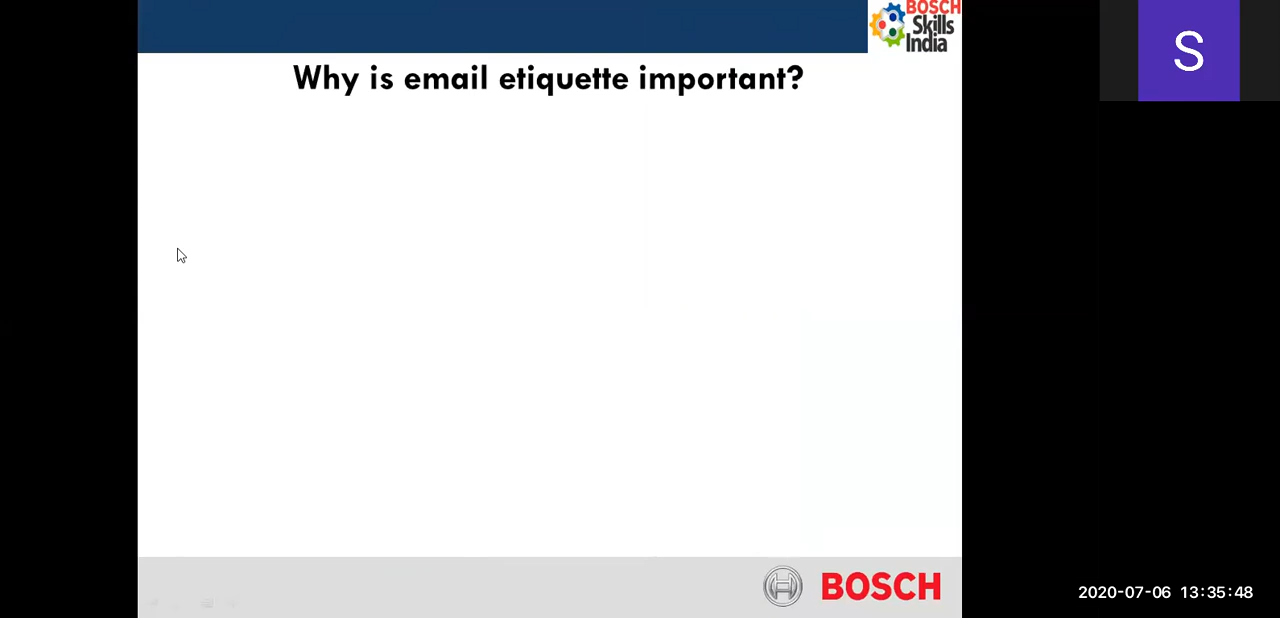 BOSCH
Skills
India
S
Why is email etiquette important?
BOSCH
2020-07-06 13:35:48